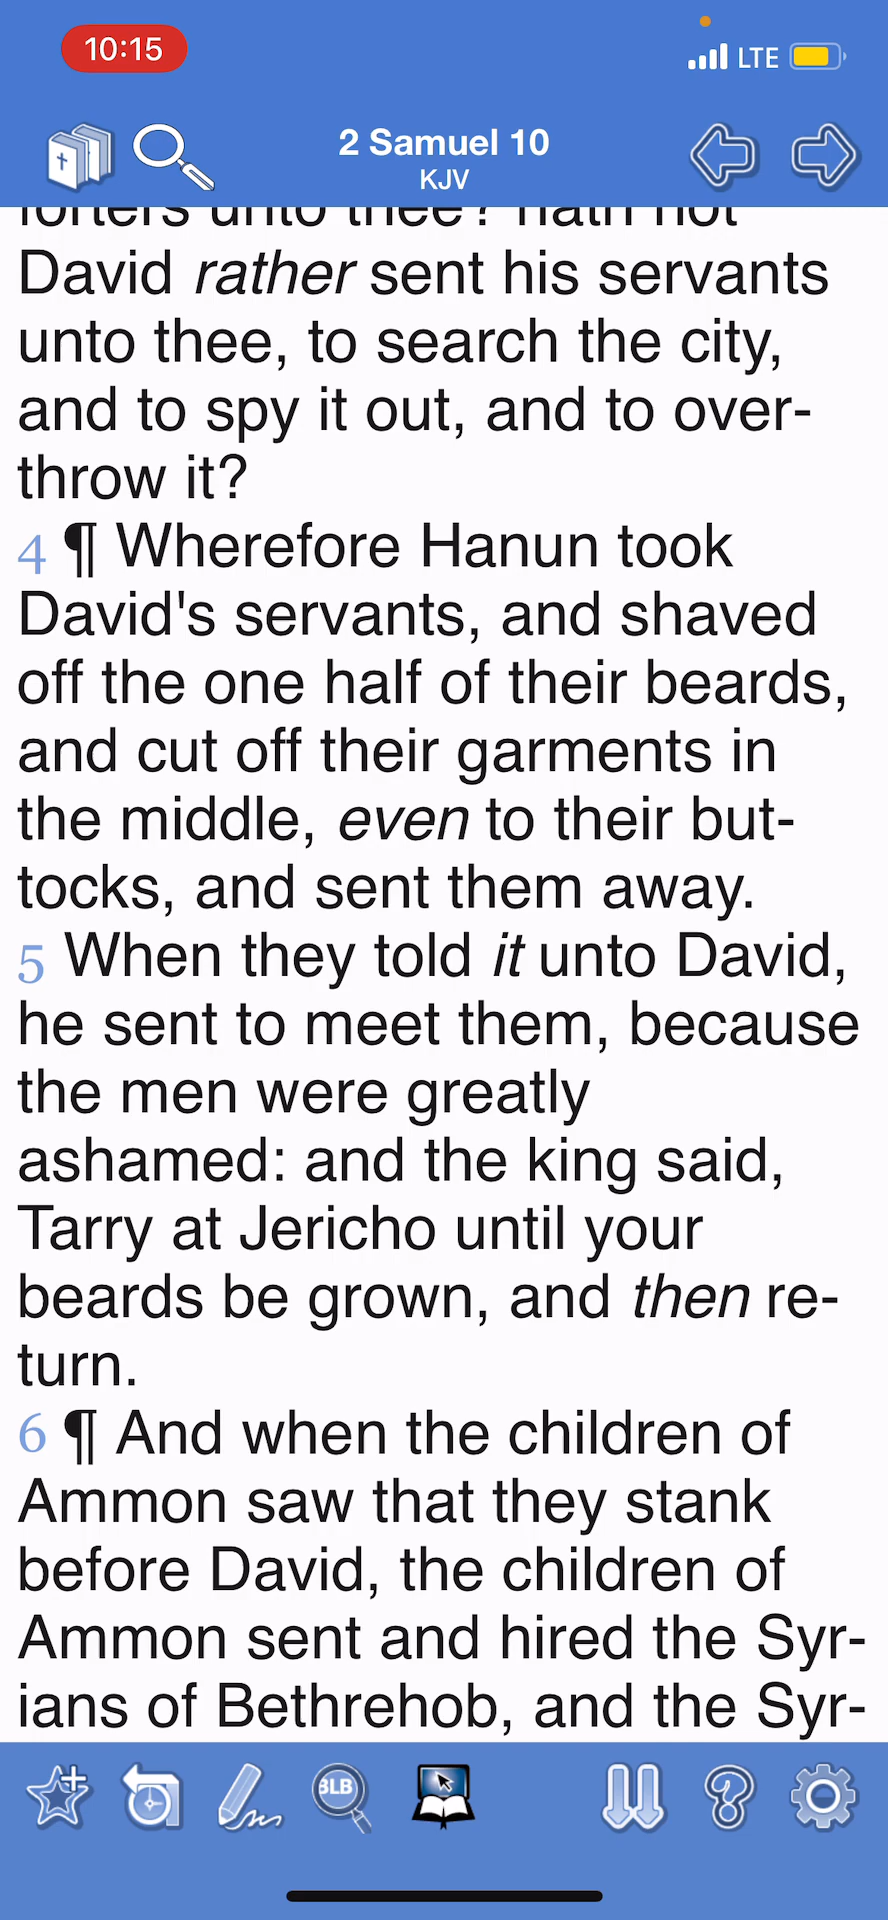 10:15
LTE
2 Samuel 10
KJV
forters unto thee? hath not
David rather sent his servants
unto thee, to search the city,
and to spy it out, and to over-
throw it?
4 ¶ Wherefore Hanun took
David's servants, and shaved
off the one half of their beards,
and cut off their garments in
the middle, even to their but-
tocks, and sent them away.
5 When they told it unto David,
he sent to meet them, because
the men were greatly
ashamed: and the king said,
Tarry at Jericho until your
beards be grown, and then re-
turn.
6 ¶ And when the children of
Ammon saw that they stank
before David, the children of
Ammon sent and hired the Syr-
ians of Bethrehob, and the Syr-
BLB